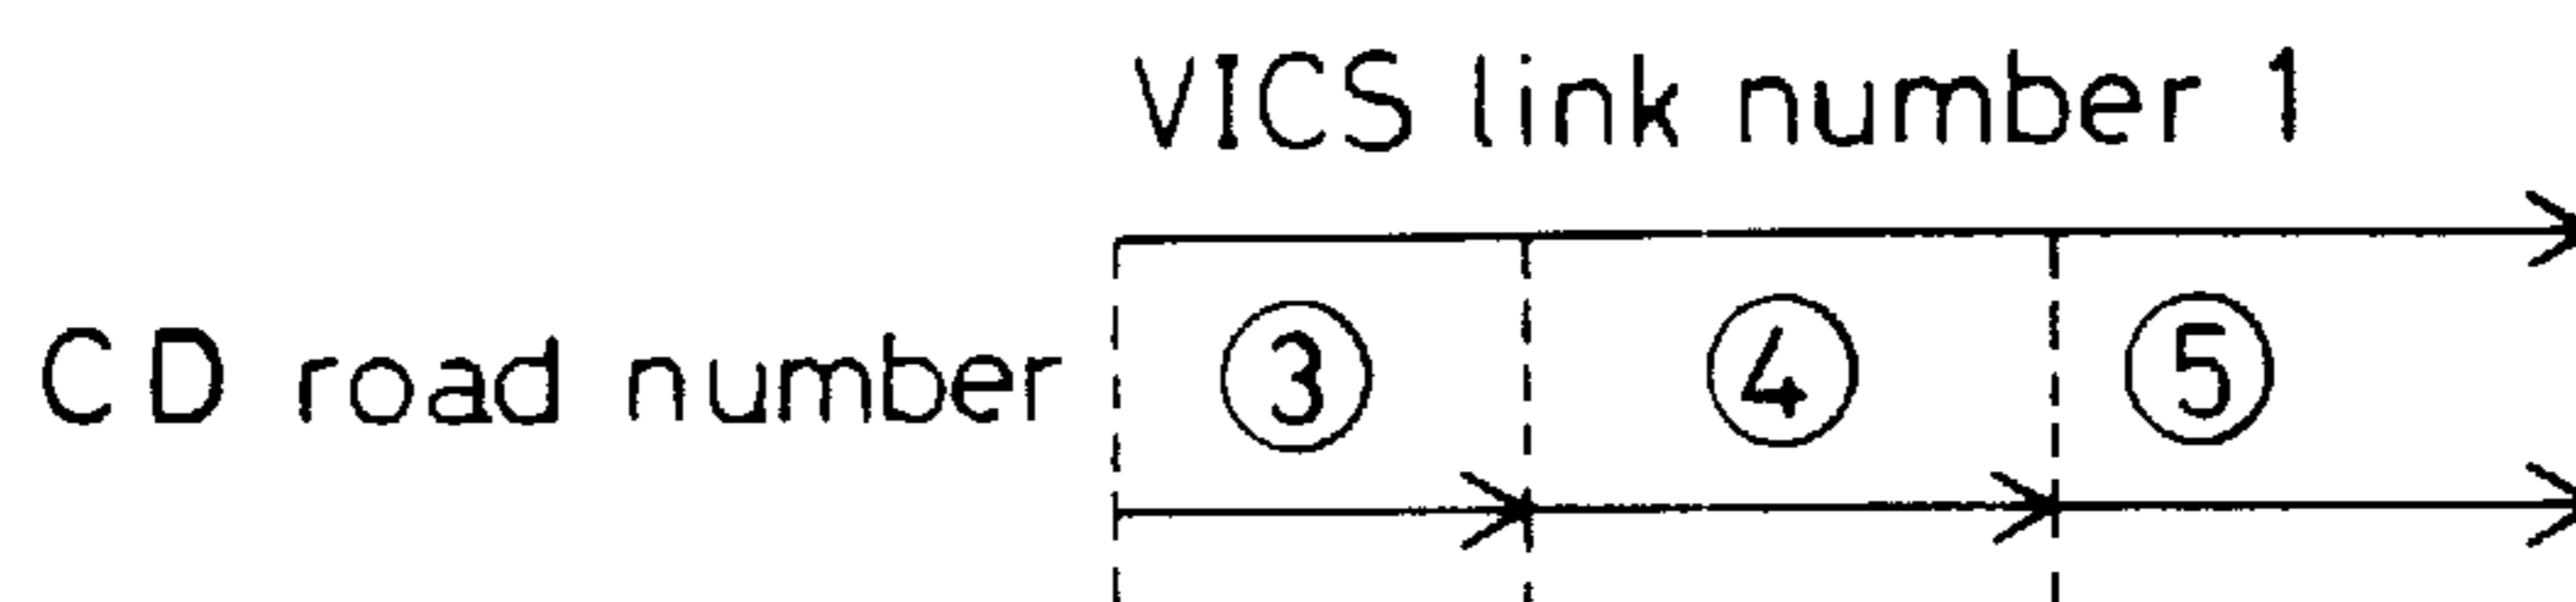 VICS link number 1
CD road number ③ ④ ⑤